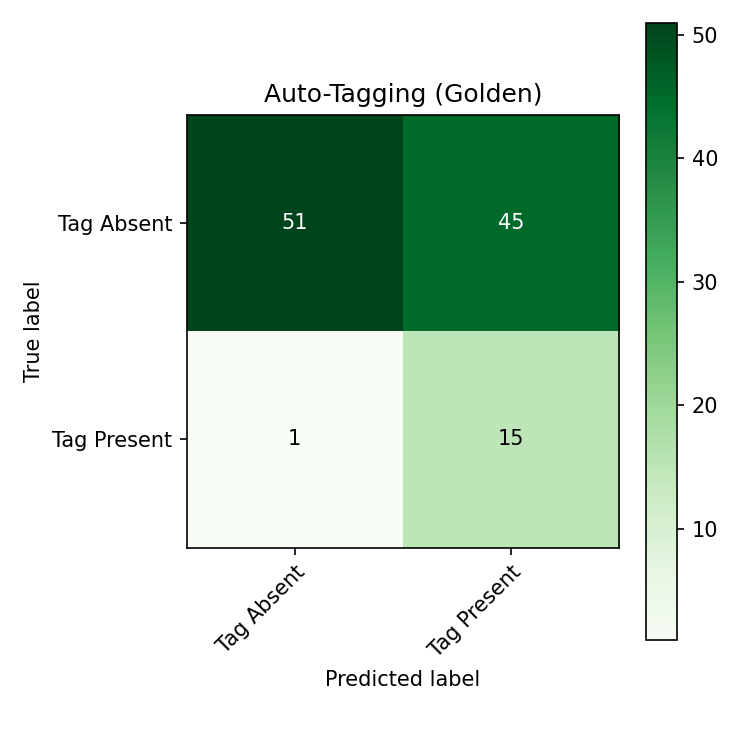 Auto-Tagging (Golden)
50
40
30
20
10
True label
Tag Absent
51
45
Tag Present
1
15
Tag Absent
Tag Present
Predicted label